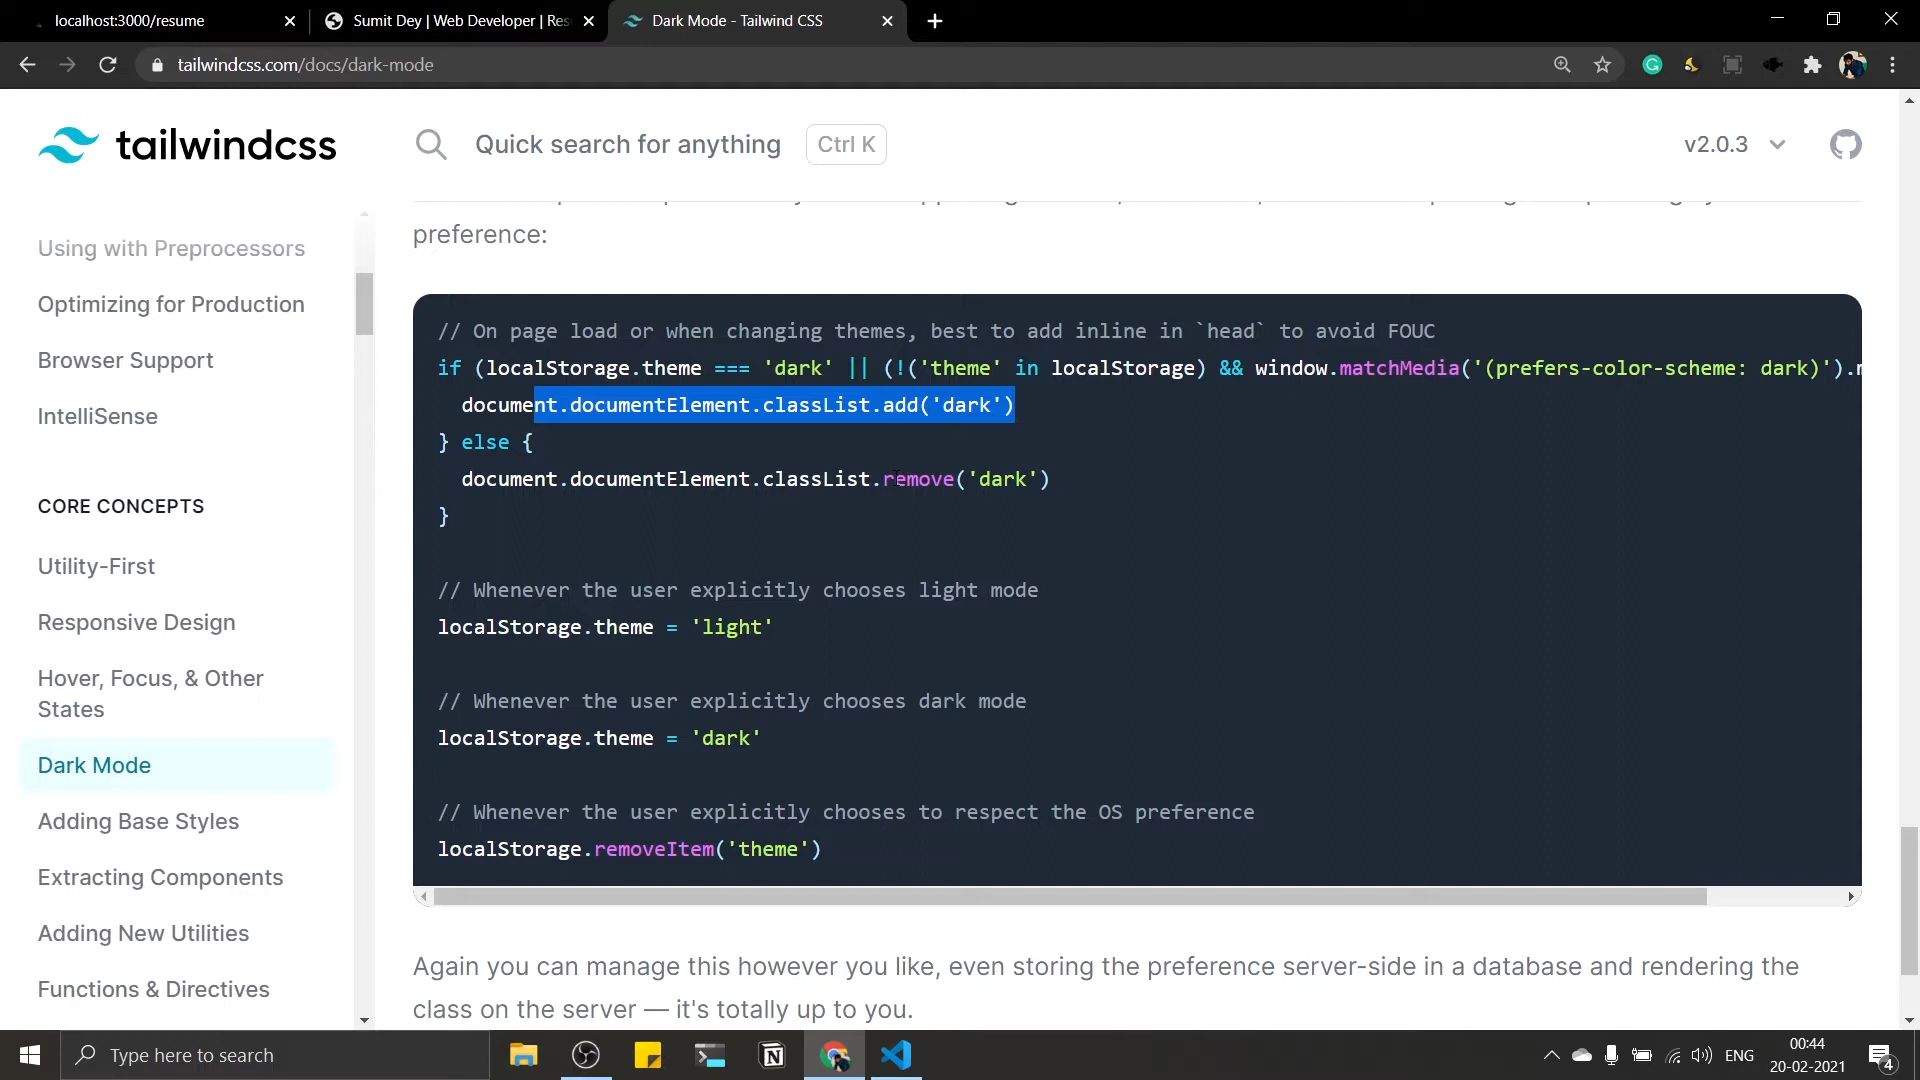 localhost:3000/resume
Sumit Dey | Web Developer | Res
Dark Mode - Tailwind CSS
tailwindcss.com/docs/dark-mode
tailwindcss
Quick search for anything
Ctrl K
v2.0.3
Using with Preprocessors
Optimizing for Production
Browser Support
IntelliSense
CORE CONCEPTS
Utility-First
Responsive Design
Hover, Focus, & Other
States
Dark Mode
Adding Base Styles
Extracting Components
Adding New Utilities
Functions & Directives
preference:
// On page load or when changing themes, best to add inline in `head` to avoid FOUC
if (localStorage.theme === 'dark' || (!('theme' in localStorage) && window.matchMedia('(prefers-color-scheme: dark)').m
document.documentElement.classList.add('dark')
} else {
document.documentElement.classList.remove('dark')
}
// Whenever the user explicitly chooses light mode
localStorage.theme = 'light'
// Whenever the user explicitly chooses dark mode
localStorage.theme = 'dark'
// Whenever the user explicitly chooses to respect the OS preference
localStorage.removeItem('theme')
Again you can manage this however you like, even storing the preference server-side in a database and rendering the
class on the server — it's totally up to you.
Type here to search
ENG
00:44
20-02-2021
4